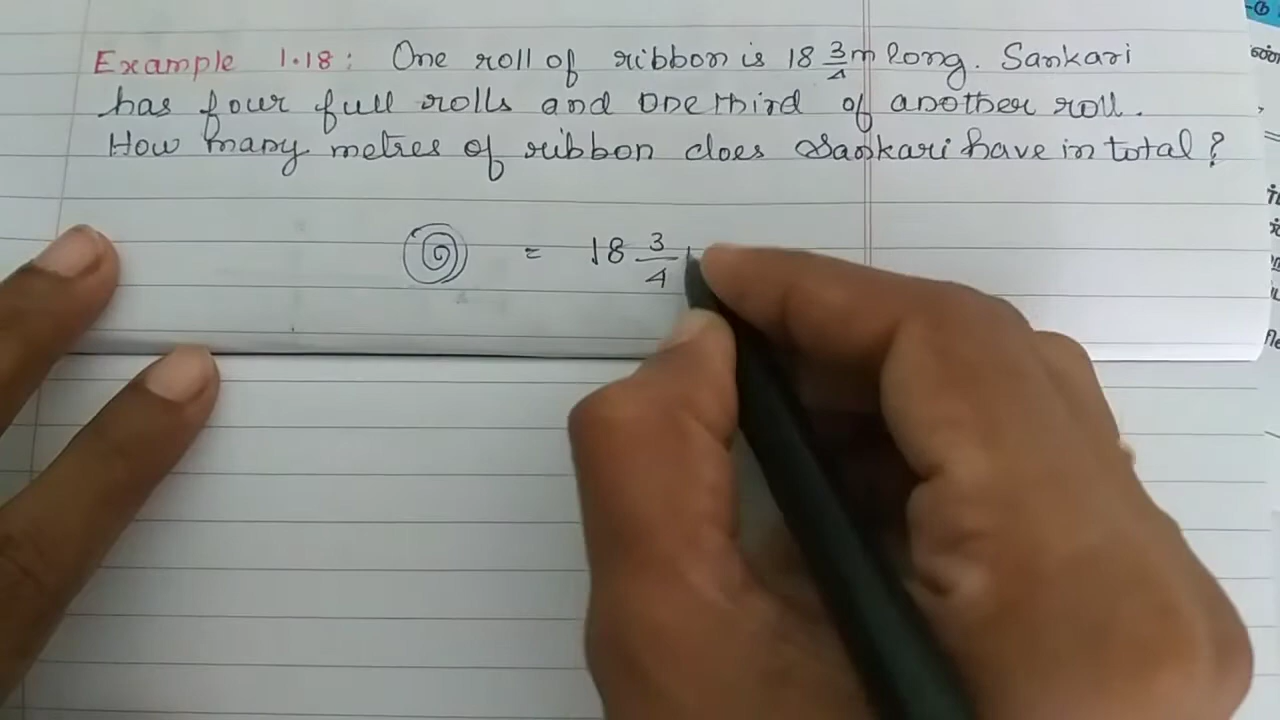 Example 1.18: One roll of ribbon is 18 3/4 m long. Sankari
has four full rolls and one third of another roll.
How many metres of ribbon does Sankari have in total?
= 18 3/4